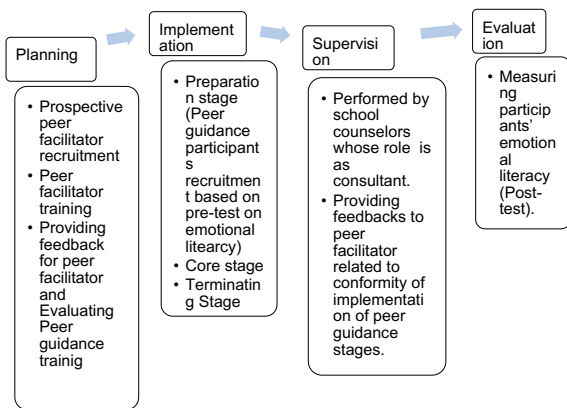 Planning
• Prospective
peer
facilitator
recruitment
• Peer
facilitator
training
• Providing
feedback
for peer
facilitator
and
Evaluating
Peer
guidance
trainig
Implement
ation
• Preparatio
n stage
(Peer
guidance
participant
s
recruitmen
t based on
pre-test on
emotional
litearcy)
• Core stage
• Terminatin
g Stage
Supervisi
on
• Performed by
school
counselors
whose role is
as
consultant.
• Providing
feedbacks to
peer
facilitator
related to
conformity of
implementati
on of peer
guidance
stages.
Evaluat
ion
• Measuri
ng
particip
ants'
emotion
al
literacy
(Post-
test).